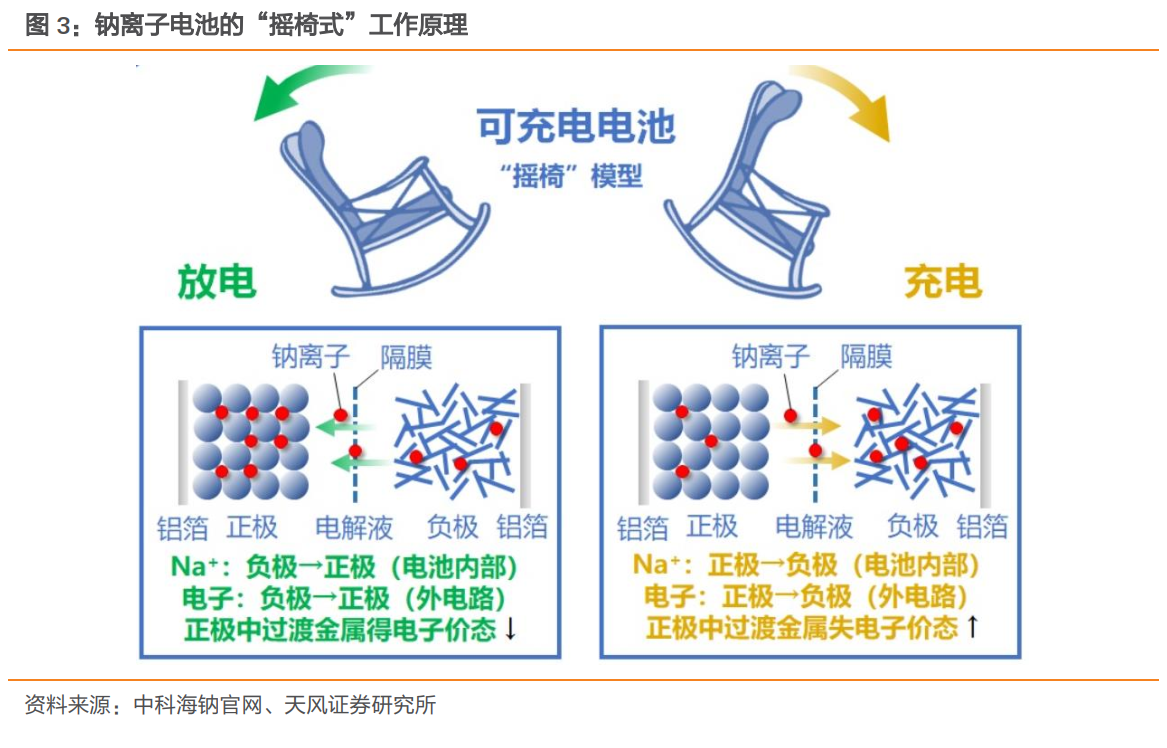 图 3：钠离子电池的“摇椅式”工作原理
可充电电池
“摇椅”模型
放电
充电
钠离子 隔膜
铝箔 正极 电解液 负极 铝箔
Na⁺：负极→正极（电池内部）
电子：负极→正极（外电路）
正极中过渡金属得电子价态↓
钠离子 隔膜
铝箔 正极 电解液 负极 铝箔
Na⁺：正极→负极（电池内部）
电子：正极→负极（外电路）
正极中过渡金属失电子价态↑
资料来源：中科海钠官网、天风证券研究所